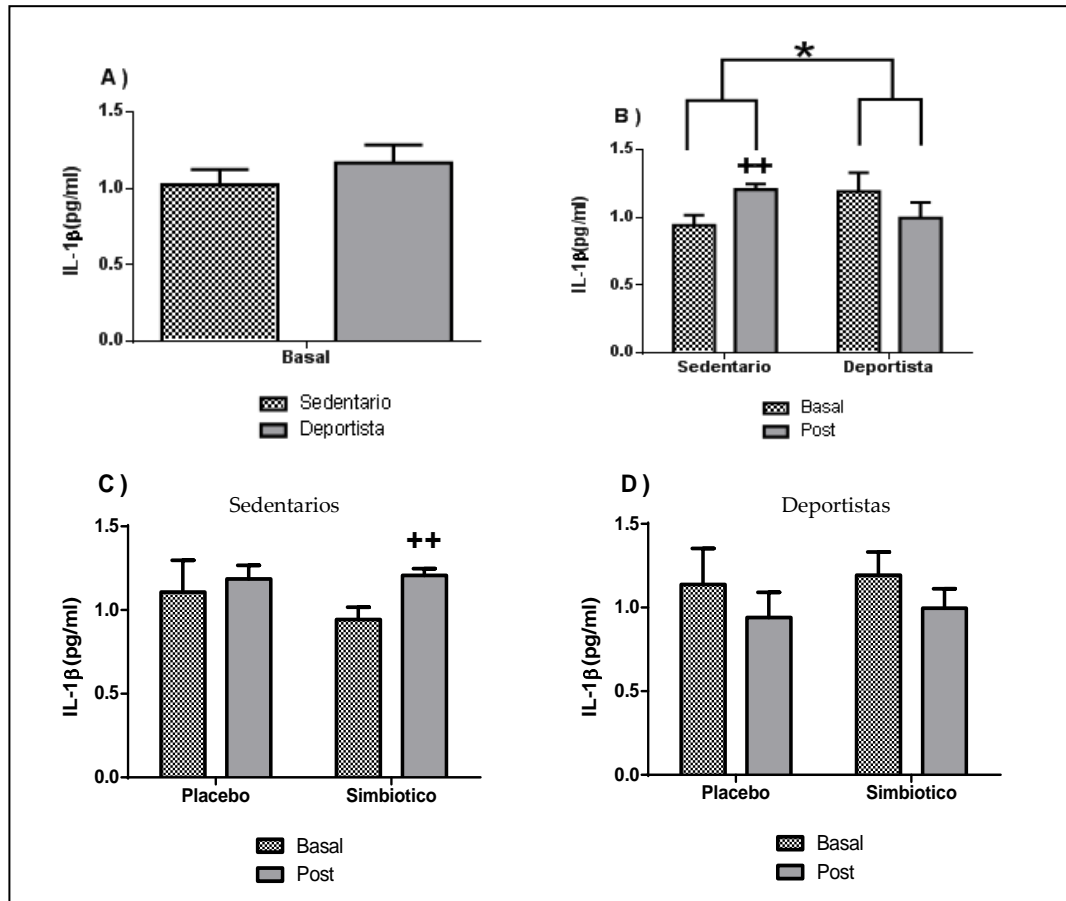 A )
1.5
1.0
0.5
0.0
IL-1β(pg/ml)
Basal
Sedentario
Deportista
*
B )
1.5
1.0
0.5
0.0
IL-1β(pg/ml)
++
Sedentario Deportista
Basal
Post
C )
Sedentarios
1.5
1.0
0.5
0.0
IL-1β (pg/ml)
++
Placebo Simbiotico
Basal
Post
D )
Deportistas
1.5
1.0
0.5
0.0
IL-1β (pg/ml)
Placebo Simbiotico
Basal
Post